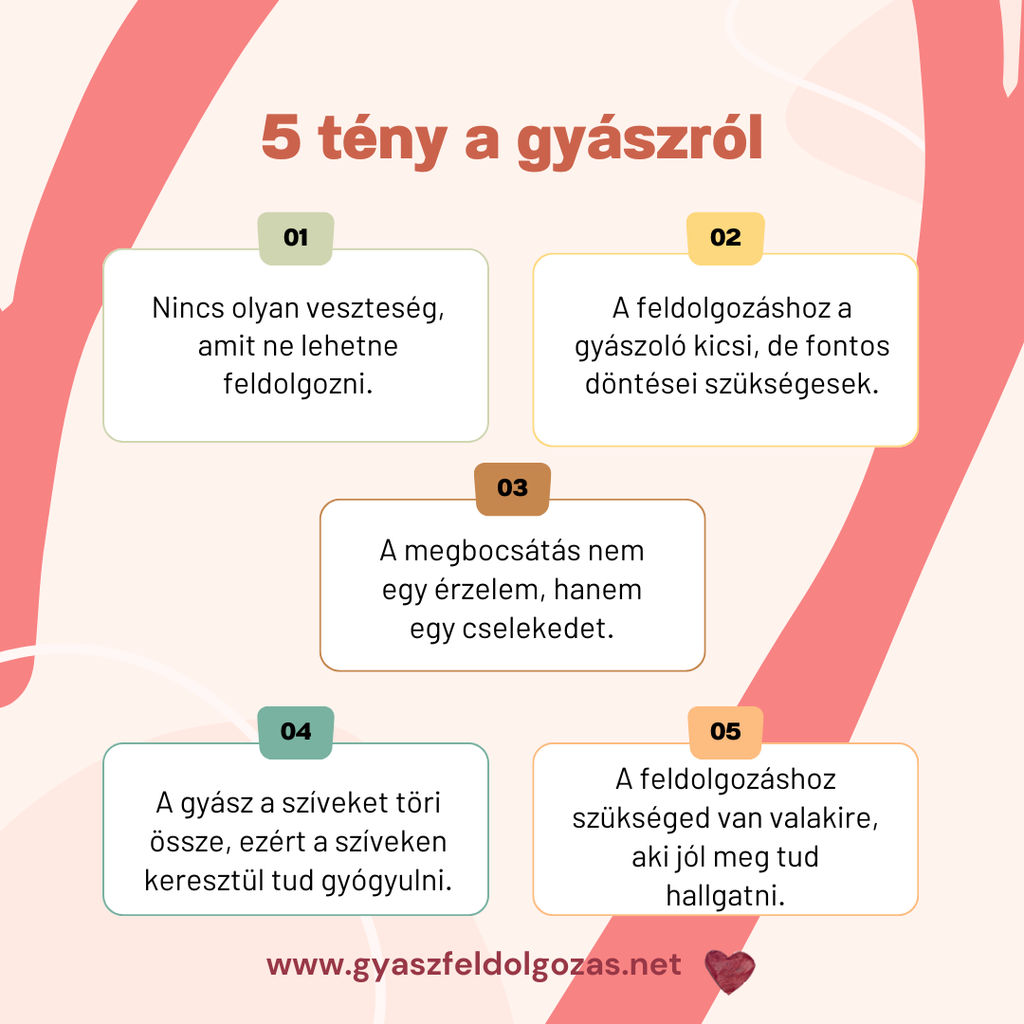 5 tény a gyászról
01
Nincs olyan veszteség,
amit ne lehetne
feldolgozni.
02
A feldolgozáshoz a
gyászoló kicsi, de fontos
döntései szükségesek.
03
A megbocsátás nem
egy érzelem, hanem
egy cselekedet.
04
A gyász a szíveket töri
össze, ezért a szíveken
keresztül tud gyógyulni.
05
A feldolgozáshoz
szükséged van valakire,
aki jól meg tud
hallgatni.
www.gyaszfeldolgozas.net